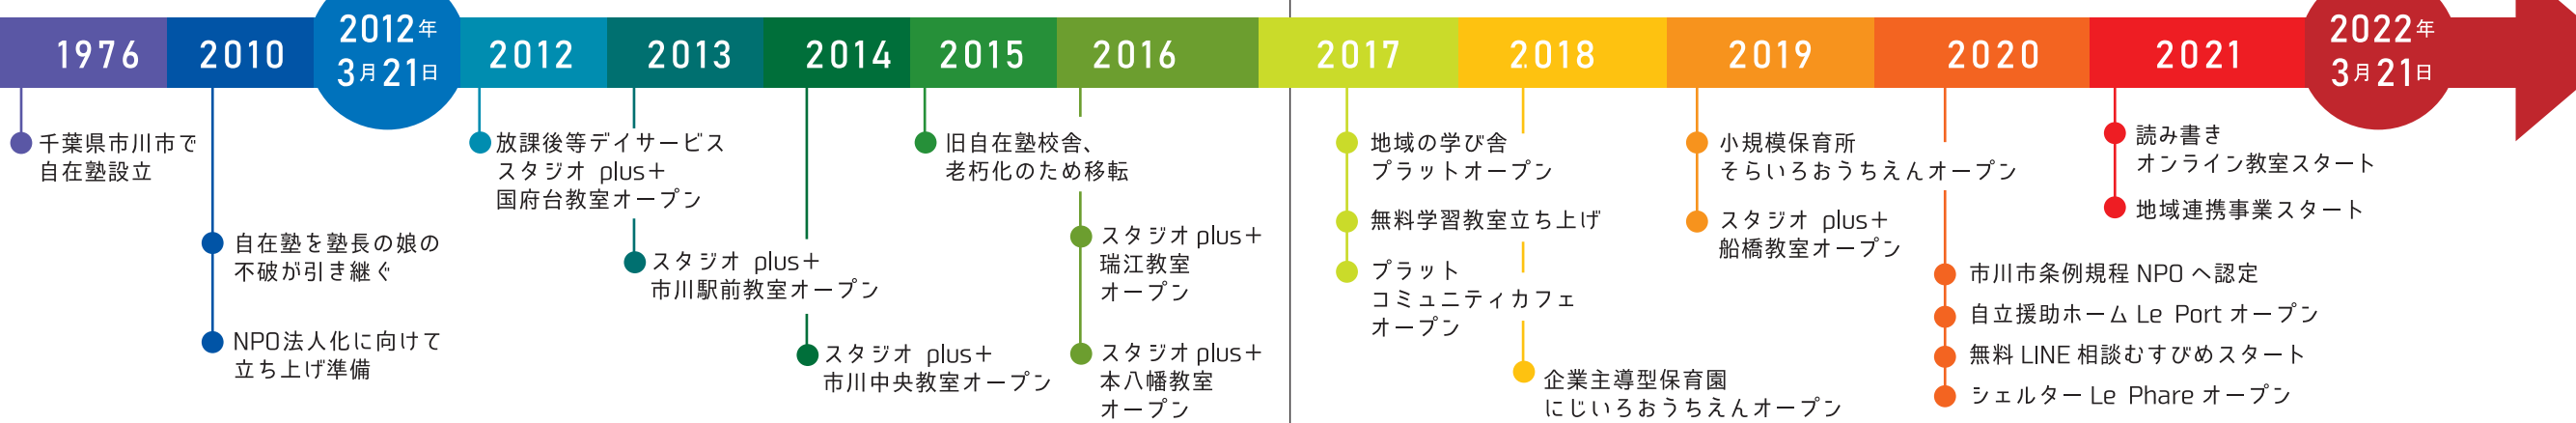 1976
2010
2012年
3月21日
2012
2013
2014
2015
2016
2017
2018
2019
2020
2021
2022年
3月21日
千葉県市川市で
自在塾設立
自在塾を塾長の娘の
不破が引き継ぐ
NPO法人化に向けて
立ち上げ準備
放課後等デイサービス
スタジオ plus＋
国府台教室オープン
スタジオ plus＋
市川駅前教室オープン
スタジオ plus＋
市川中央教室オープン
旧自在塾校舎、
老朽化のため移転
スタジオ plus＋
瑞江教室
オープン
スタジオ plus＋
本八幡教室
オープン
地域の学び舎
プラットオープン
無料学習教室立ち上げ
プラット
コミュニティカフェ
オープン
企業主導型保育園
にじいろおうちえんオープン
小規模保育所
そらいろおうちえんオープン
スタジオ plus＋
船橋教室オープン
市川市条例規程 NPO へ認定
自立援助ホーム Le Port オープン
無料 LINE 相談むすびめスタート
シェルター Le Phare オープン
読み書き
オンライン教室スタート
地域連携事業スタート